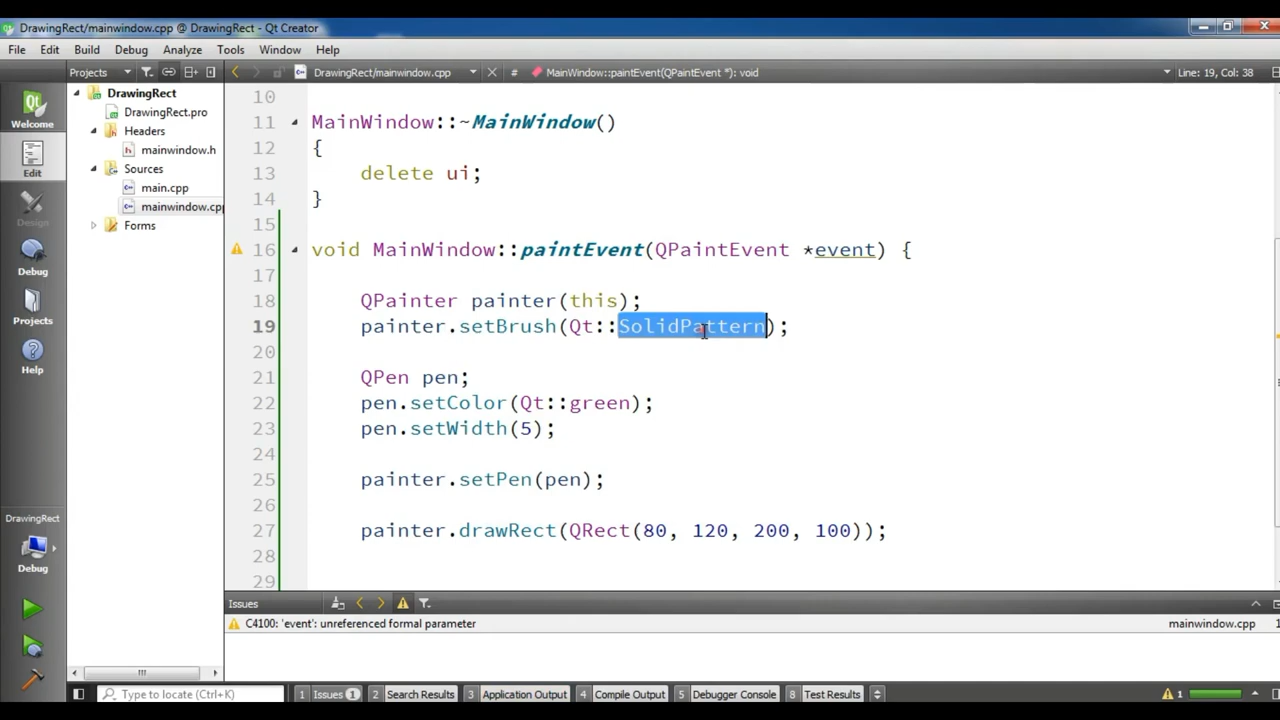 DrawingRect/mainwindow.cpp @ DrawingRect - Qt Creator
File Edit Build Debug Analyze Tools Window Help
Projects DrawingRect/mainwindow.cpp # MainWindow::paintEvent(QPaintEvent *): void Line: 19, Col: 38
Welcome
Edit
Design
Debug
Projects
Help
DrawingRect
Debug
DrawingRect
DrawingRect.pro
Headers
mainwindow.h
Sources
main.cpp
mainwindow.cpp
Forms
10
11 MainWindow::~MainWindow()
12 {
13 delete ui;
14 }
15
16 void MainWindow::paintEvent(QPaintEvent *event) {
17
18 QPainter painter(this);
19 painter.setBrush(Qt::SolidPattern);
20
21 QPen pen;
22 pen.setColor(Qt::green);
23 pen.setWidth(5);
24
25 painter.setPen(pen);
26
27 painter.drawRect(QRect(80, 120, 200, 100));
28
29
Issues
C4100: 'event': unreferenced formal parameter mainwindow.cpp 1
Type to locate (Ctrl+K) 1 Issues 1 2 Search Results 3 Application Output 4 Compile Output 5 Debugger Console 8 Test Results 1